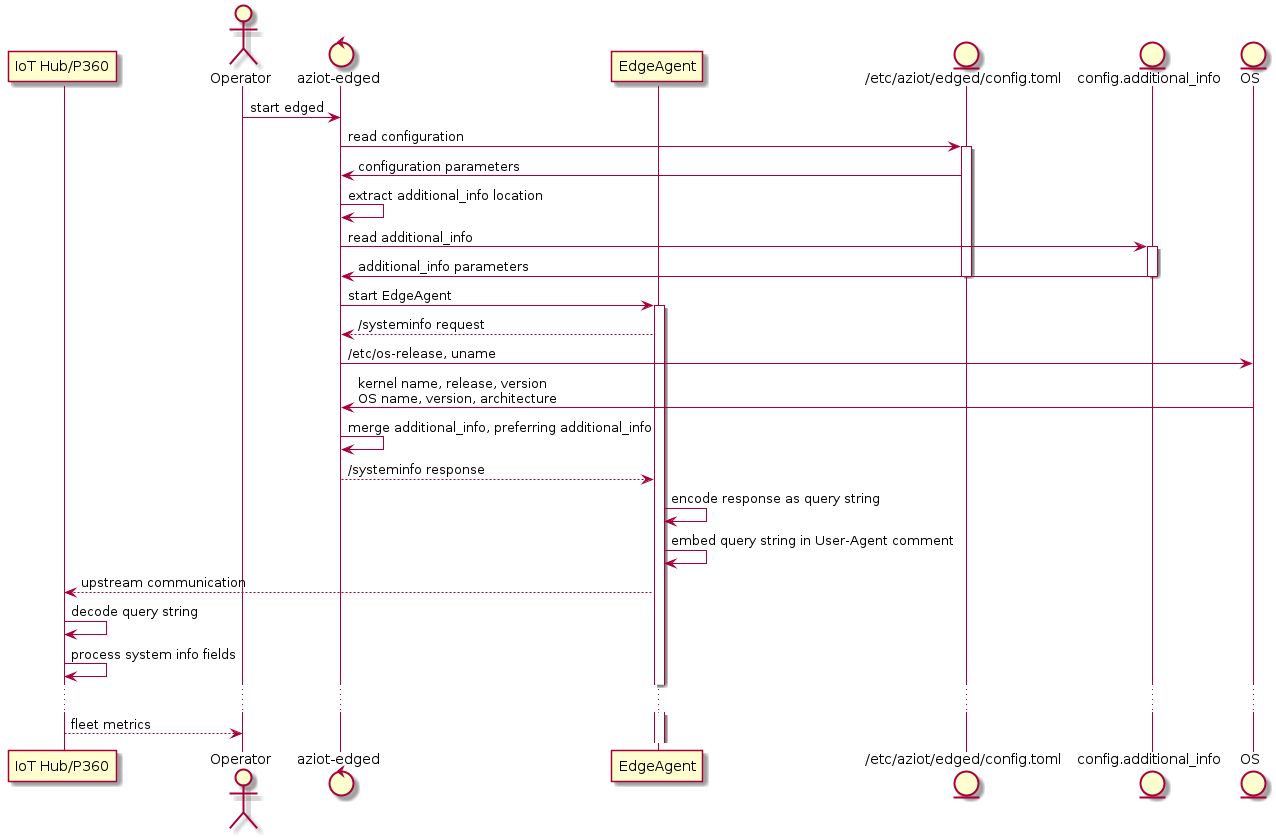 IoT Hub/P360
Operator
aziot-edged
EdgeAgent
/etc/aziot/edged/config.toml
config.additional_info
OS
start edged
read configuration
configuration parameters
extract additional_info location
read additional_info
additional_info parameters
start EdgeAgent
/systeminfo request
/etc/os-release, uname
kernel name, release, version
OS name, version, architecture
merge additional_info, preferring additional_info
/systeminfo response
encode response as query string
embed query string in User-Agent comment
upstream communication
decode query string
process system info fields
fleet metrics
IoT Hub/P360
Operator
aziot-edged
EdgeAgent
/etc/aziot/edged/config.toml
config.additional_info
OS